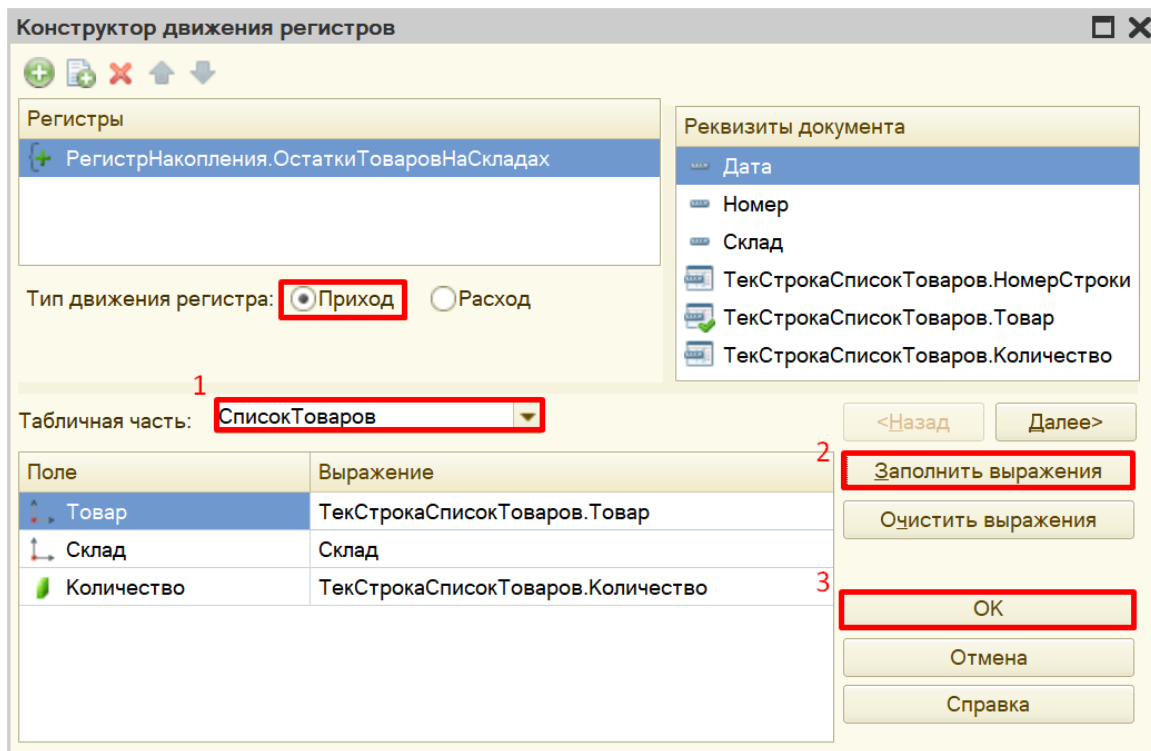 Конструктор движения регистров
Регистры
РегистрНакопления.ОстаткиТоваровНаСкладах
Реквизиты документа
Дата
Номер
Склад
ТекСтрокаСписокТоваров.НомерСтроки
ТекСтрокаСписокТоваров.Товар
ТекСтрокаСписокТоваров.Количество
Тип движения регистра: Приход Расход
1
Табличная часть: СписокТоваров
<Назад Далее>
2
Заполнить выражения
Очистить выражения
Поле Выражение
Товар ТекСтрокаСписокТоваров.Товар
Склад Склад
Количество ТекСтрокаСписокТоваров.Количество
3
ОК
Отмена
Справка